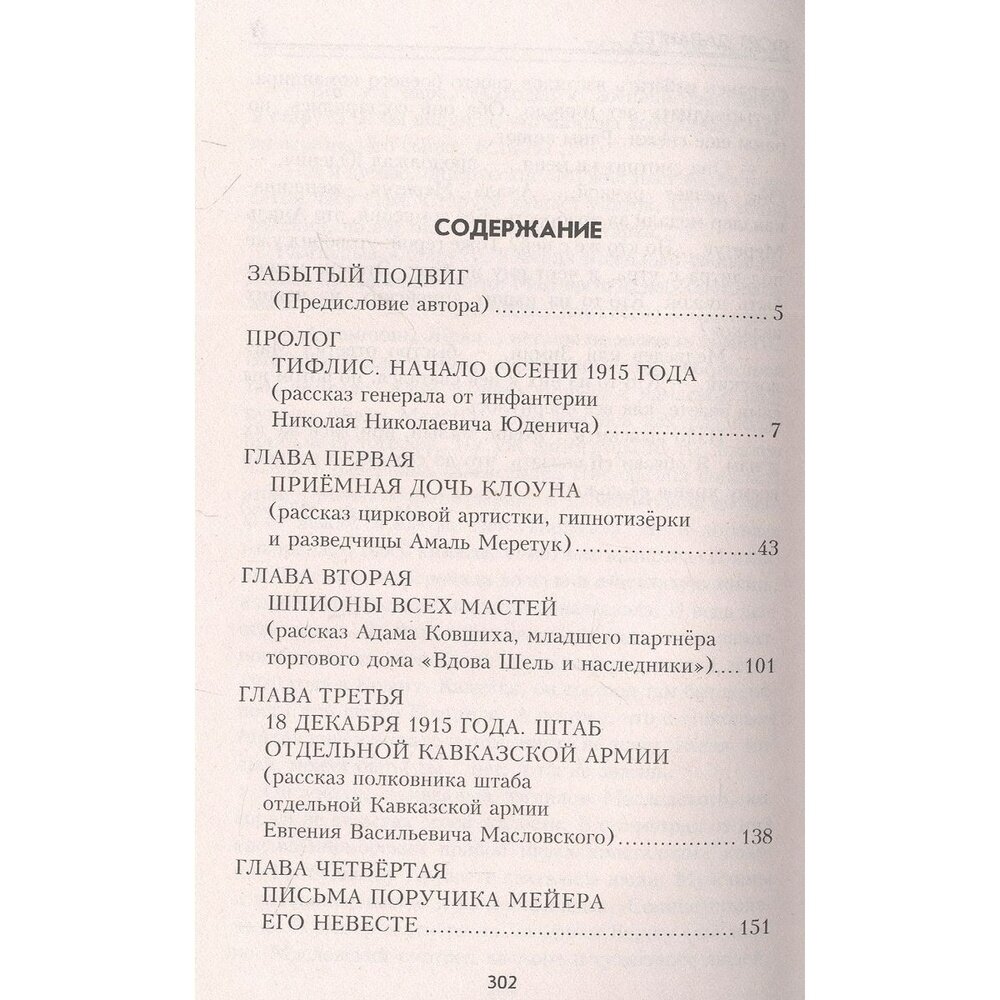 СОДЕРЖАНИЕ
ЗАБЫТЫЙ ПОДВИГ
(Предисловие автора) 5
ПРОЛОГ
ТИФЛИС. НАЧАЛО ОСЕНИ 1915 ГОДА
(рассказ генерала от инфантерии
Николая Николаевича Юденича) 7
ГЛАВА ПЕРВАЯ
ПРИЁМНАЯ ДОЧЬ КЛОУНА
(рассказ цирковой артистки, гипнотизёрки
и разведчицы Амаль Меретук) 43
ГЛАВА ВТОРАЯ
ШПИОНЫ ВСЕХ МАСТЕЙ
(рассказ Адама Ковшиха, младшего партнёра
торгового дома «Вдова Шель и наследники») 101
ГЛАВА ТРЕТЬЯ
18 ДЕКАБРЯ 1915 ГОДА. ШТАБ
ОТДЕЛЬНОЙ КАВКАЗСКОЙ АРМИИ
(рассказ полковника штаба
отдельной Кавказской армии
Евгения Васильевича Масловского) 138
ГЛАВА ЧЕТВЁРТАЯ
ПИСЬМА ПОРУЧИКА МЕЙЕРА
ЕГО НЕВЕСТЕ 151
302